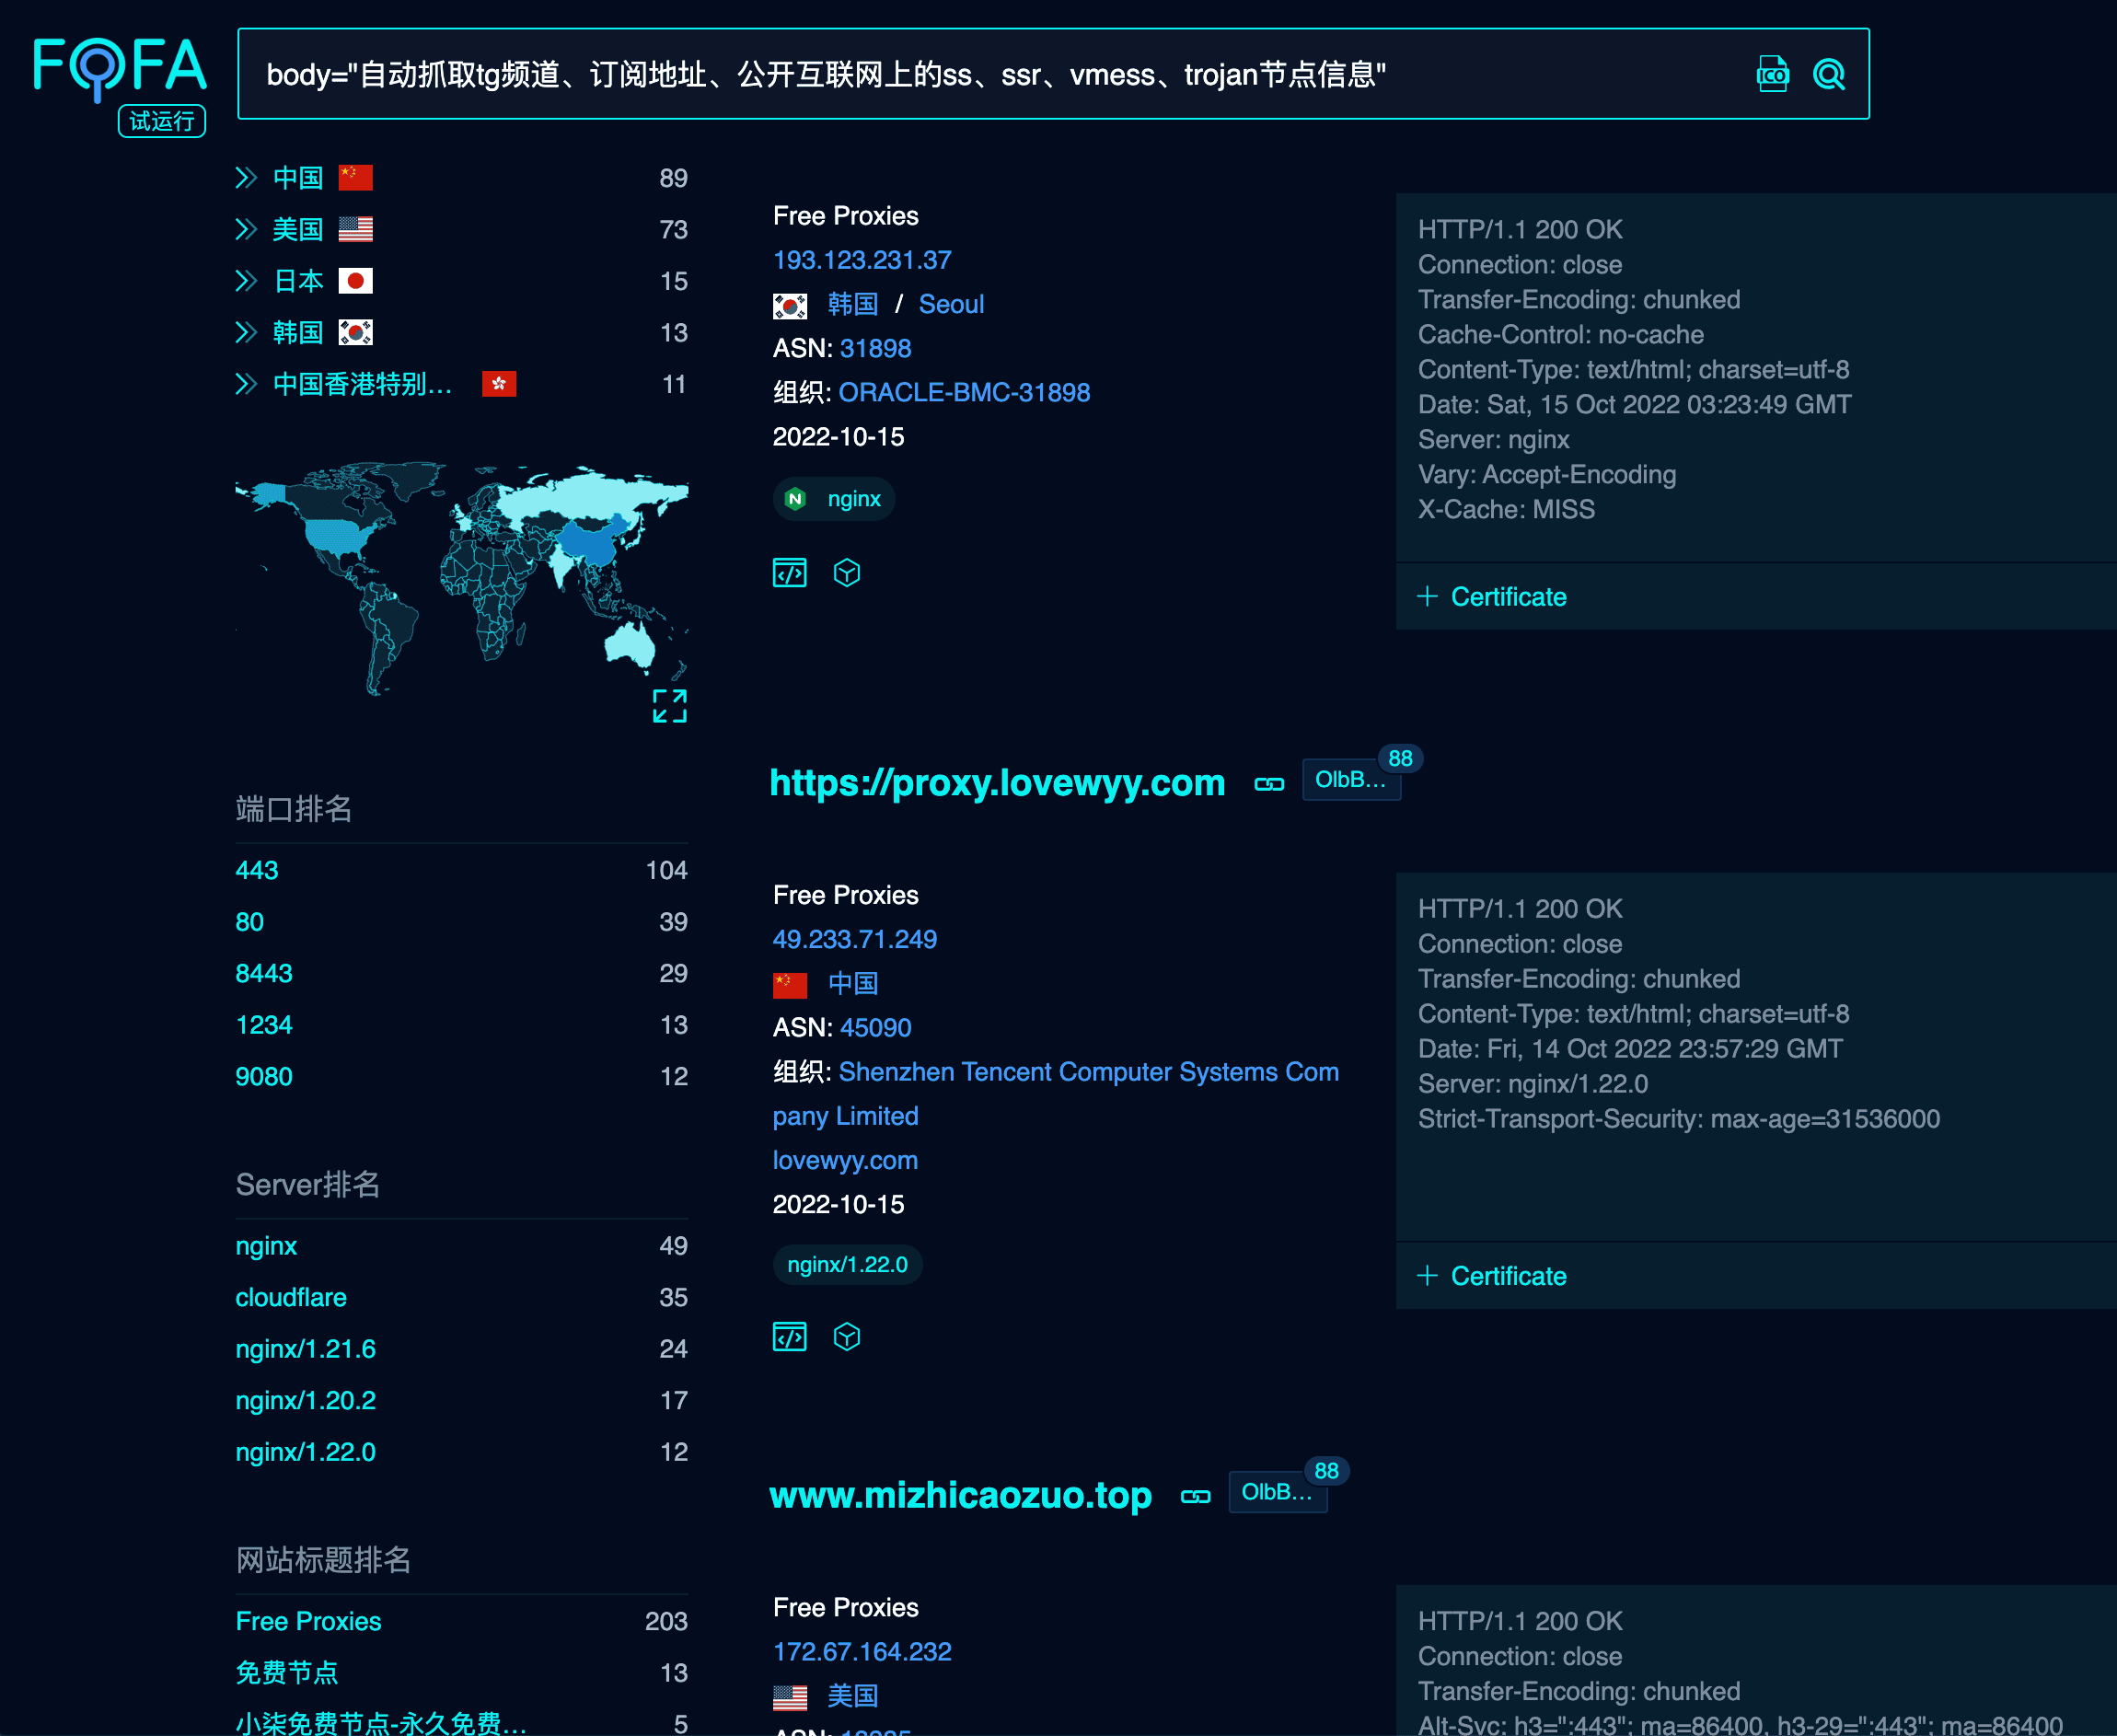 FOFA
试运行
body="自动抓取tg频道、订阅地址、公开互联网上的ss、ssr、vmess、trojan节点信息"
ICO
中国 89
美国 73
日本 15
韩国 13
中国香港特别... 11
端口排名
443 104
80 39
8443 29
1234 13
9080 12
Server排名
nginx 49
cloudflare 35
nginx/1.21.6 24
nginx/1.20.2 17
nginx/1.22.0 12
网站标题排名
Free Proxies 203
免费节点 13
小柒免费节点-永久免费... 5
Free Proxies
193.123.231.37
韩国 / Seoul
ASN: 31898
组织: ORACLE-BMC-31898
2022-10-15
N nginx
HTTP/1.1 200 OK
Connection: close
Transfer-Encoding: chunked
Cache-Control: no-cache
Content-Type: text/html; charset=utf-8
Date: Sat, 15 Oct 2022 03:23:49 GMT
Server: nginx
Vary: Accept-Encoding
X-Cache: MISS
+ Certificate
https://proxy.lovewyy.com OlbB... 88
Free Proxies
49.233.71.249
中国
ASN: 45090
组织: Shenzhen Tencent Computer Systems Com
pany Limited
lovewyy.com
2022-10-15
nginx/1.22.0
HTTP/1.1 200 OK
Connection: close
Transfer-Encoding: chunked
Content-Type: text/html; charset=utf-8
Date: Fri, 14 Oct 2022 23:57:29 GMT
Server: nginx/1.22.0
Strict-Transport-Security: max-age=31536000
+ Certificate
www.mizhicaozuo.top OlbB... 88
Free Proxies
172.67.164.232
美国
ASN: 13335
HTTP/1.1 200 OK
Connection: close
Transfer-Encoding: chunked
Alt-Svc: h3=":443"; ma=86400, h3-29=":443"; ma=86400